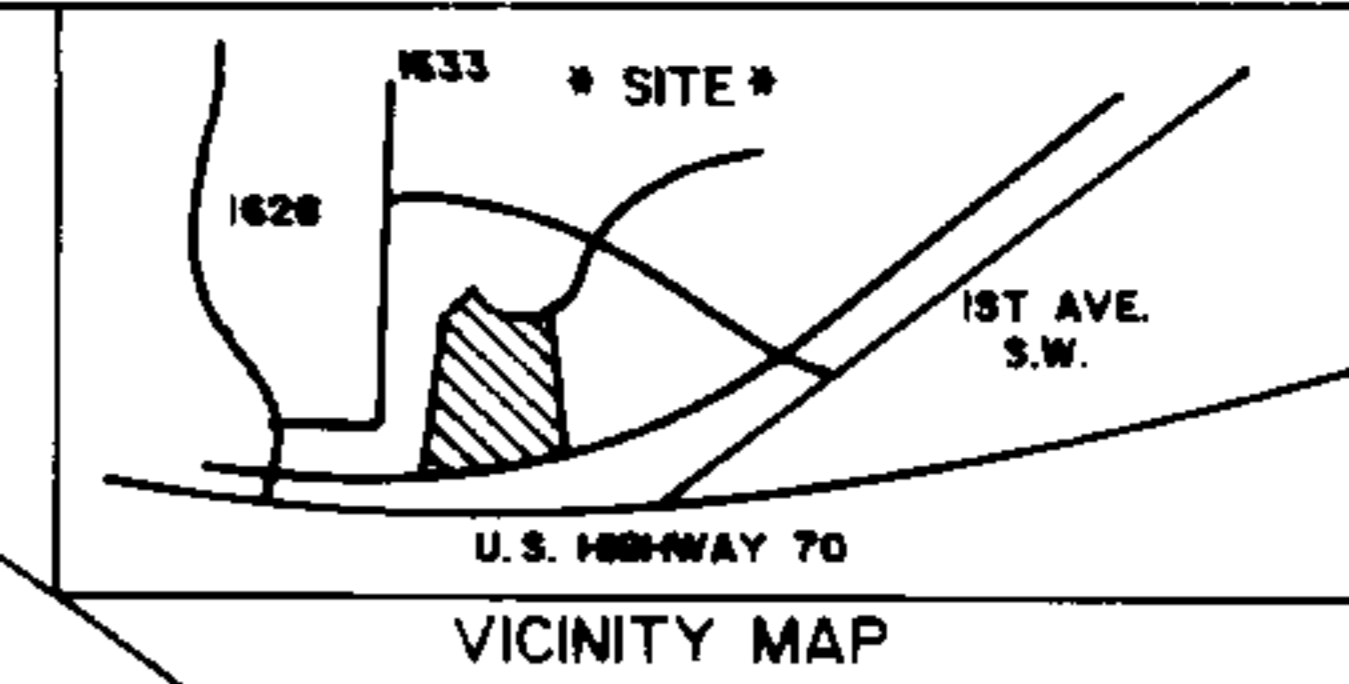 1633
* SITE *
1628
1ST AVE.
S.W.
U.S. HIGHWAY 70
VICINITY MAP